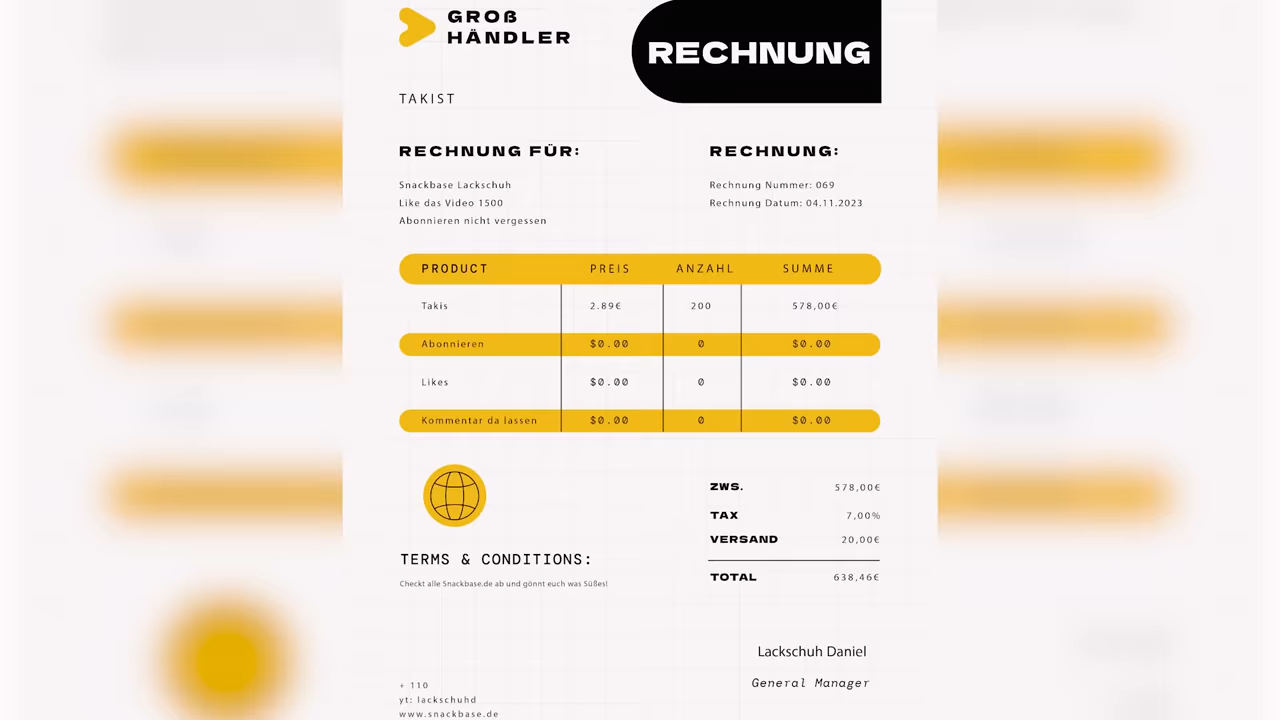 GROß
HÄNDLER
RECHNUNG
TAKIST
RECHNUNG FÜR:
Snackbase Lackschuh
Like das Video 1500
Abonnieren nicht vergessen
RECHNUNG:
Rechnung Nummer: 069
Rechnung Datum: 04.11.2023
PRODUCT PREIS ANZAHL SUMME
Takis 2.89€ 200 578,00€
Abonnieren $0.00 0 $0.00
Likes $0.00 0 $0.00
Kommentar da lassen $0.00 0 $0.00
ZWS. 578,00€
TAX 7,00%
VERSAND 20,00€
TOTAL 638,46€
TERMS & CONDITIONS:
Checkt alle Snackbase.de ab und gönnt euch was Süßes!
Lackschuh Daniel
General Manager
+ 110
yt: lackschuhd
www.snackbase.de